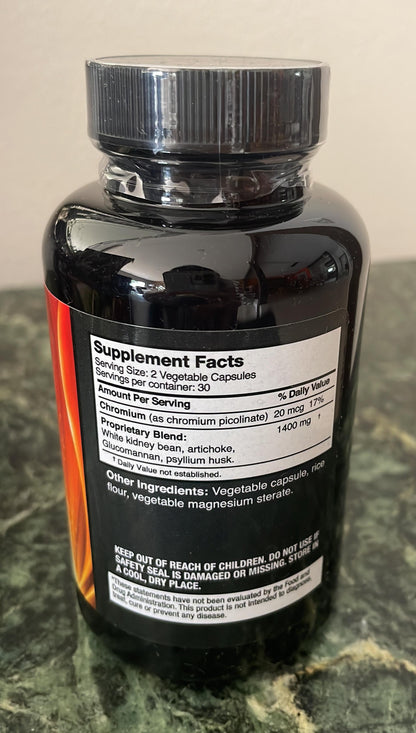 Supplement Facts
Serving Size: 2 Vegetable Capsules
Servings per container: 30
Amount Per Serving % Daily Value
Chromium (as chromium picolinate) 20 mcg 17%
Proprietary Blend: 1400 mg †
White kidney bean, artichoke,
Glucomannan, psyllium husk.
† Daily Value not established.
Other Ingredients: Vegetable capsule, rice
flour, vegetable magnesium sterate.
KEEP OUT OF REACH OF CHILDREN. DO NOT USE IF
SAFETY SEAL IS DAMAGED OR MISSING. STORE IN
A COOL, DRY PLACE.
*These statements have not been evaluated by the Food and
Drug Administration. This product is not intended to diagnose,
treat, cure or prevent any disease.